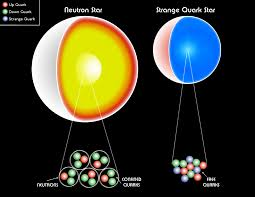 Up Quark
Down Quark
Strange Quark
Neutron Star
Strange Quark Star
NEUTRONS
CONFINED
QUARKS
FREE
QUARKS